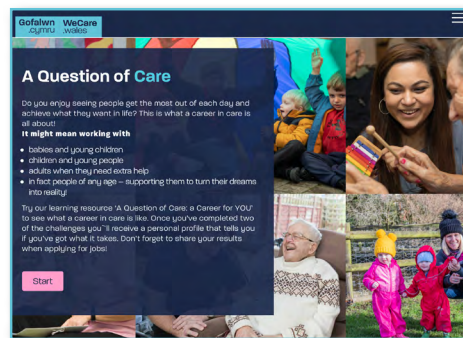 Gofalwn WeCare
.cymru .wales
A Question of Care
Do you enjoy seeing people get the most out of each day and
achieve what they want in life? This is what a career in care is
all about!
It might mean working with
• babies and young children
• children and young people
• adults when they need extra help
• in fact people of any age – supporting them to turn their dreams
into reality!
Try our learning resource 'A Question of Care: a Career for YOU'
to see what a career in care is like. Once you've completed two
of the challenges you˜ll receive a personal profile that tells you
if you've got what it takes. Don't forget to share your results
when applying for jobs!
Start